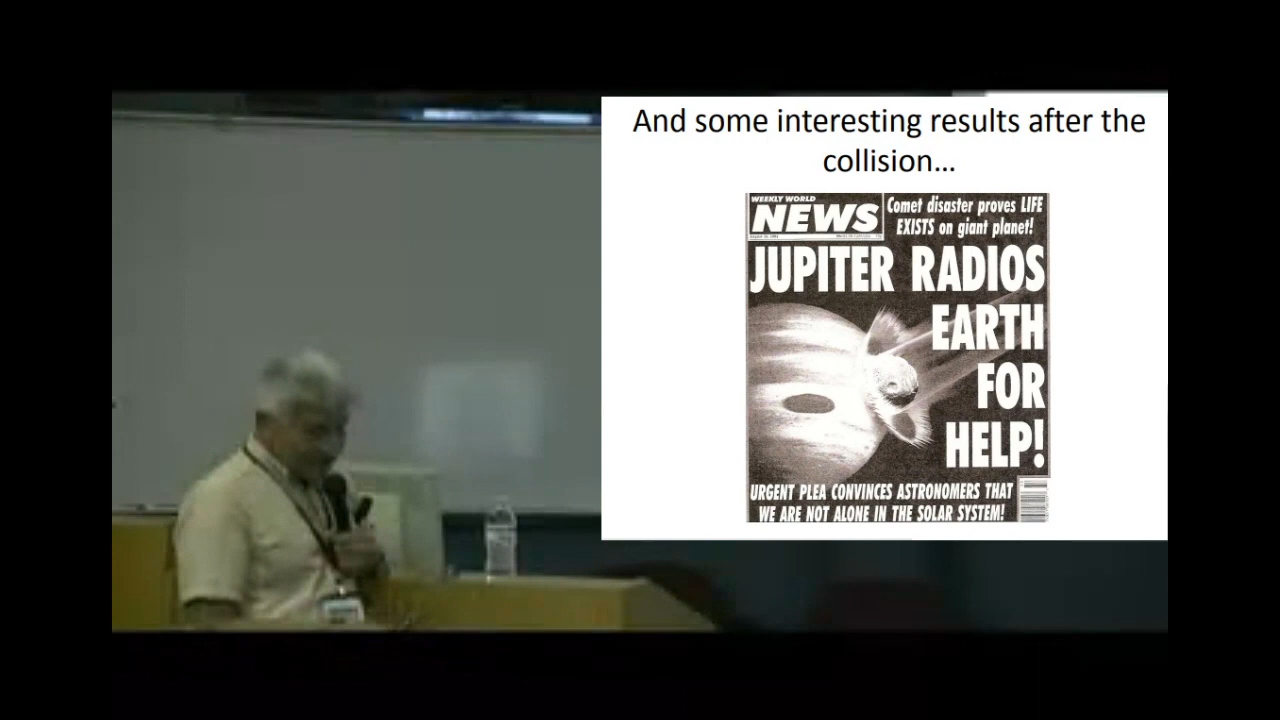 And some interesting results after the
collision...
WEEKLY WORLD
NEWS
Comet disaster proves LIFE
EXISTS on giant planet!
JUPITER RADIOS
EARTH
FOR
HELP!
URGENT PLEA CONVINCES ASTRONOMERS THAT
WE ARE NOT ALONE IN THE SOLAR SYSTEM!